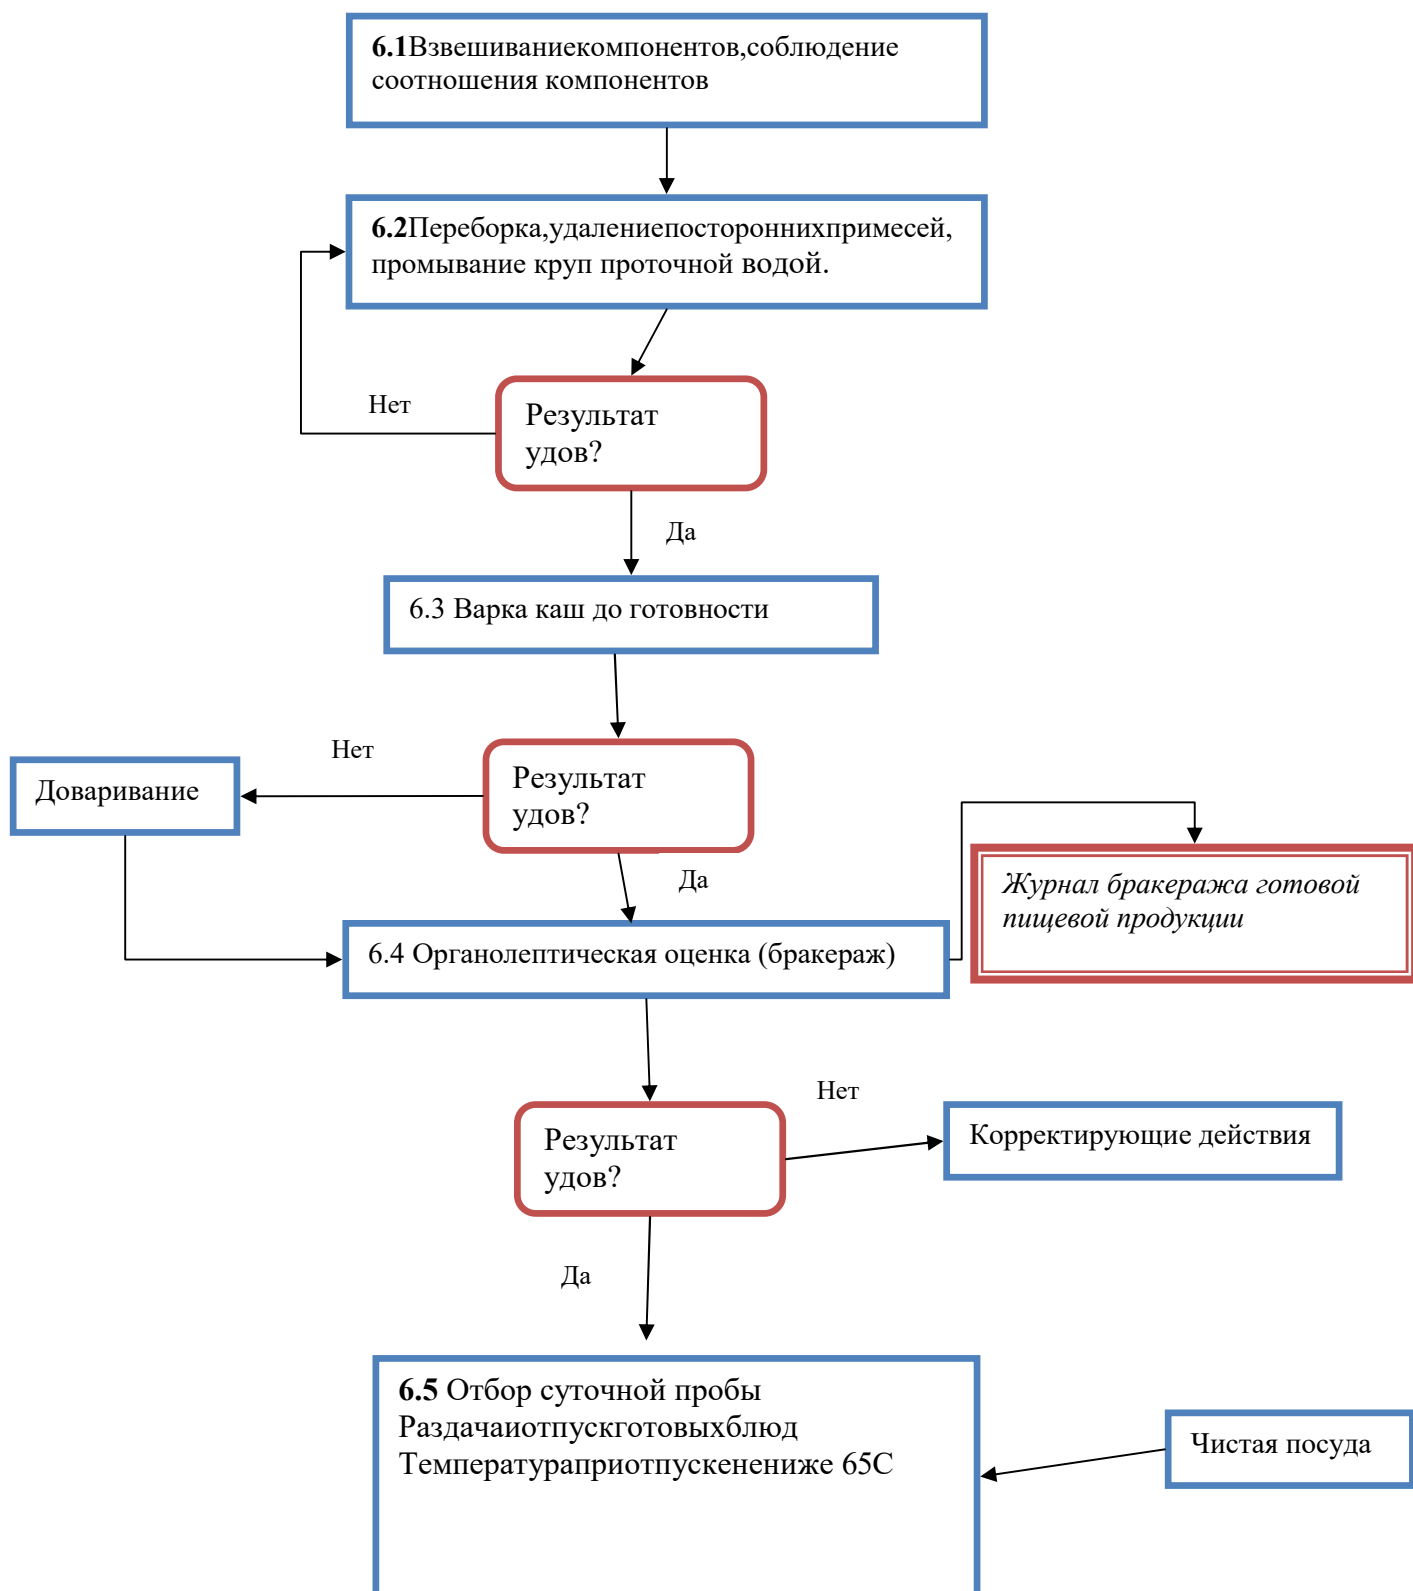 6.1Взвешиваниекомпонентов,соблюдение
соотношения компонентов
6.2Переборка,удалениепостороннихпримесей,
промывание круп проточной водой.
Нет
Результат
удов?
Да
6.3 Варка каш до готовности
Нет
Доваривание
Результат
удов?
Да
Журнал бракеража готовой
пищевой продукции
6.4 Органолептическая оценка (бракераж)
Нет
Результат
удов?
Корректирующие действия
Да
6.5 Отбор суточной пробы
Раздачаиотпускготовыхблюд
Температураприотпускененениже 65С
Чистая посуда